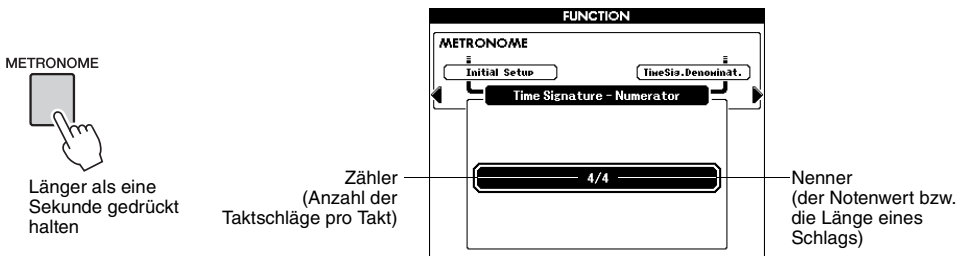 METRONOME
Länger als eine
Sekunde gedrückt
halten
FUNCTION
METRONOME
Initial Setup
TimeSig.Denominat.
Time Signature - Numerator
4/4
Zähler
(Anzahl der
Taktschläge pro Takt)
Nenner
(der Notenwert bzw.
die Länge eines
Schlags)